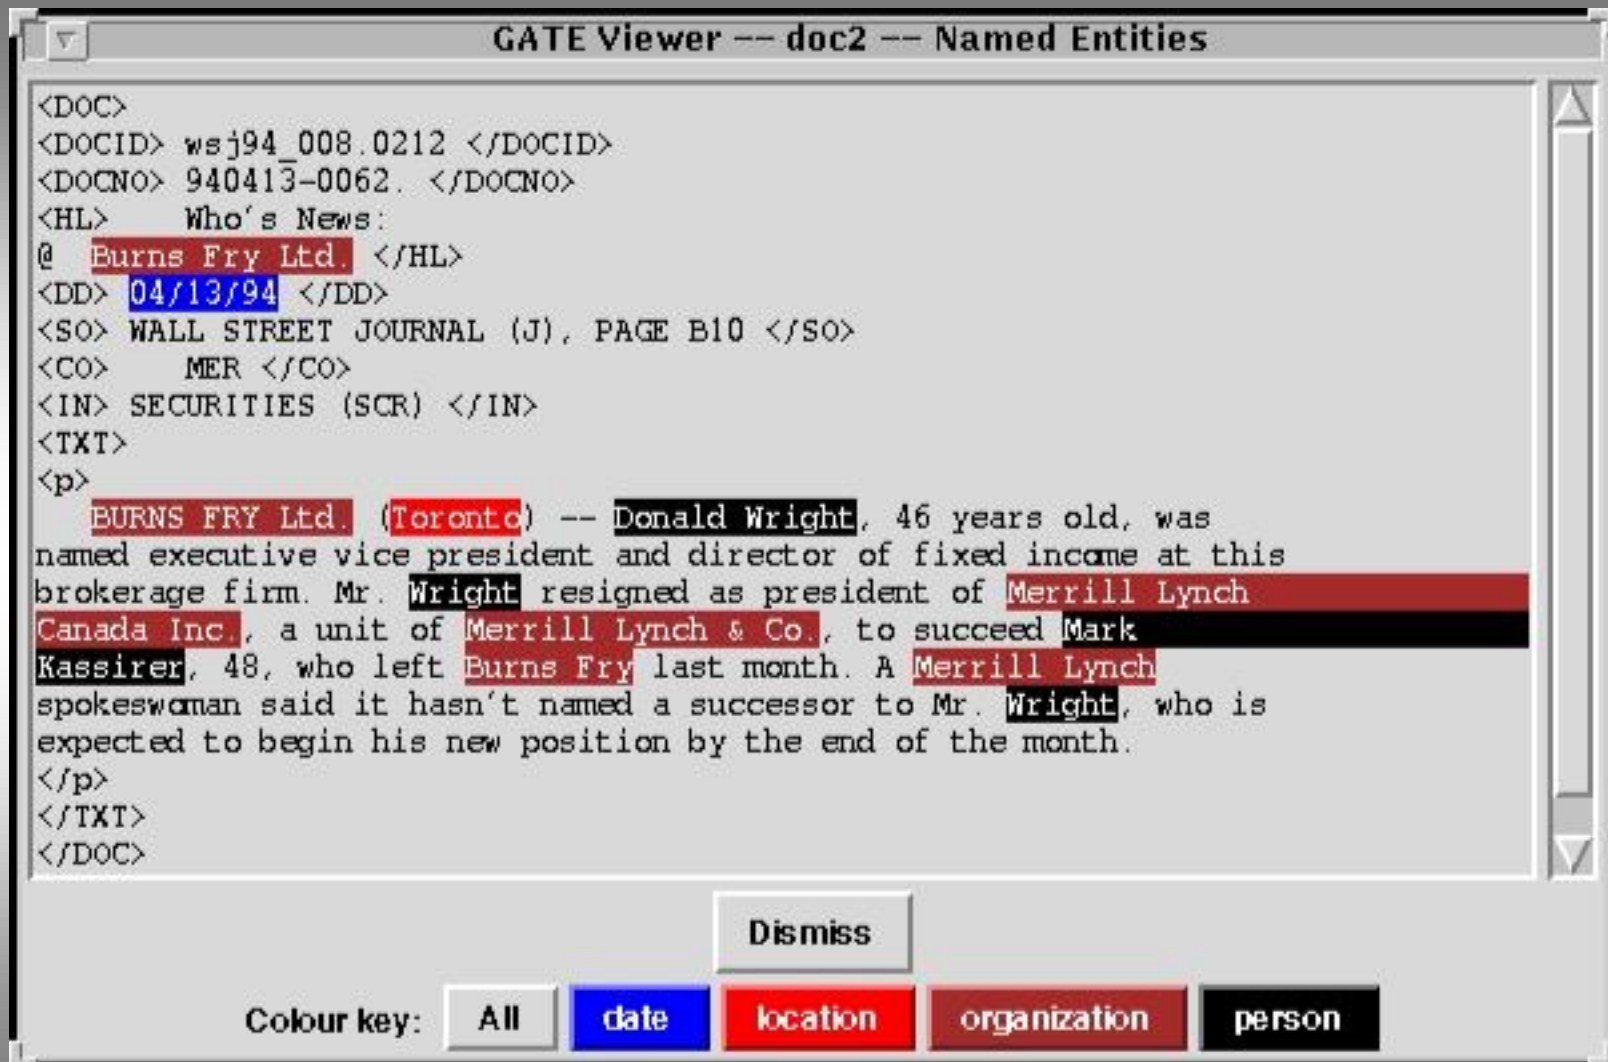 GATE Viewer -- doc2 -- Named Entities
<DOC>
<DOCID> wsj94_008.0212 </DOCID>
<DOCNO> 940413-0062. </DOCNO>
<HL>    Who's News:
@  Burns Fry Ltd. </HL>
<DD> 04/13/94 </DD>
<SO> WALL STREET JOURNAL (J), PAGE B10 </SO>
<CO>    MER </CO>
<IN> SECURITIES (SCR) </IN>
<TXT>
<p>
BURNS FRY Ltd. (Toronto) -- Donald Wright, 46 years old, was
named executive vice president and director of fixed income at this
brokerage firm. Mr. Wright resigned as president of Merrill Lynch
Canada Inc., a unit of Merrill Lynch & Co., to succeed Mark
Kassirer, 48, who left Burns Fry last month. A Merrill Lynch
spokeswoman said it hasn't named a successor to Mr. Wright, who is
expected to begin his new position by the end of the month.
</p>
</TXT>
</DOC>
Dismiss
Colour key: All date location organization person